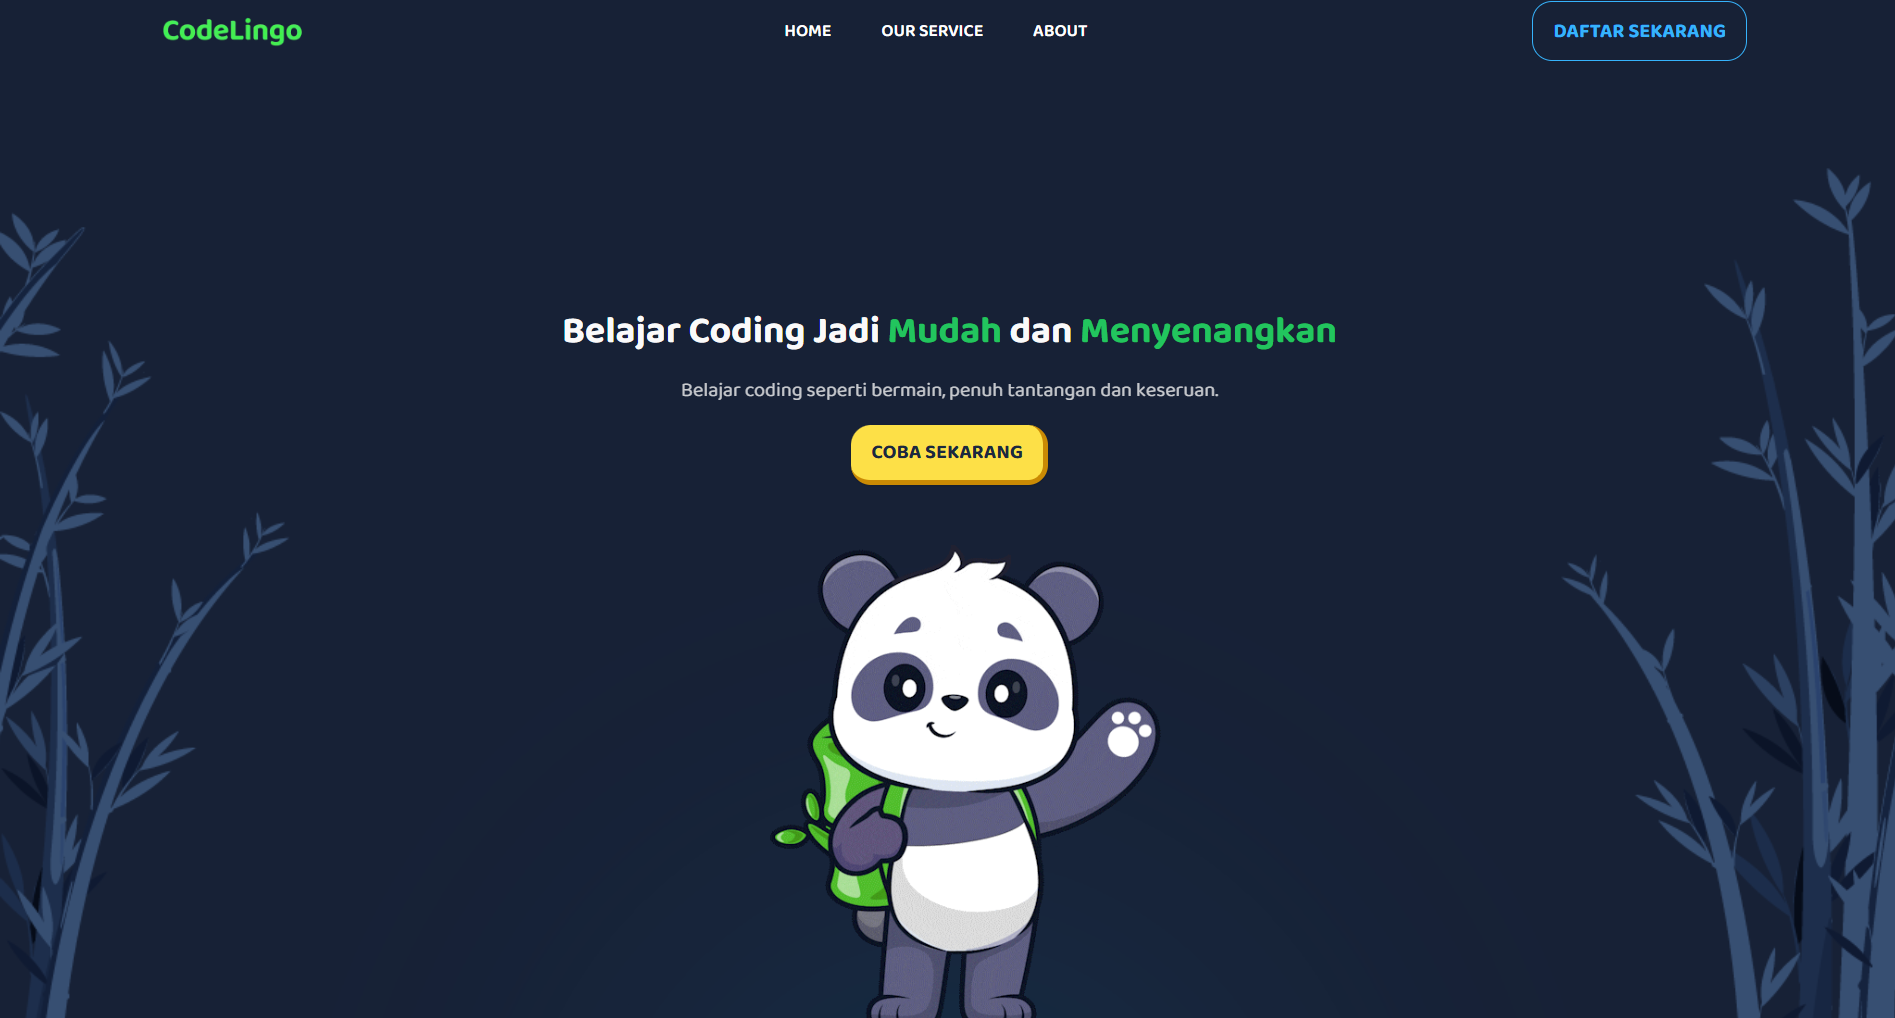 CodeLingo
HOME
OUR SERVICE
ABOUT
DAFTAR SEKARANG
Belajar Coding Jadi Mudah dan Menyenangkan
Belajar coding seperti bermain, penuh tantangan dan keseruan.
COBA SEKARANG